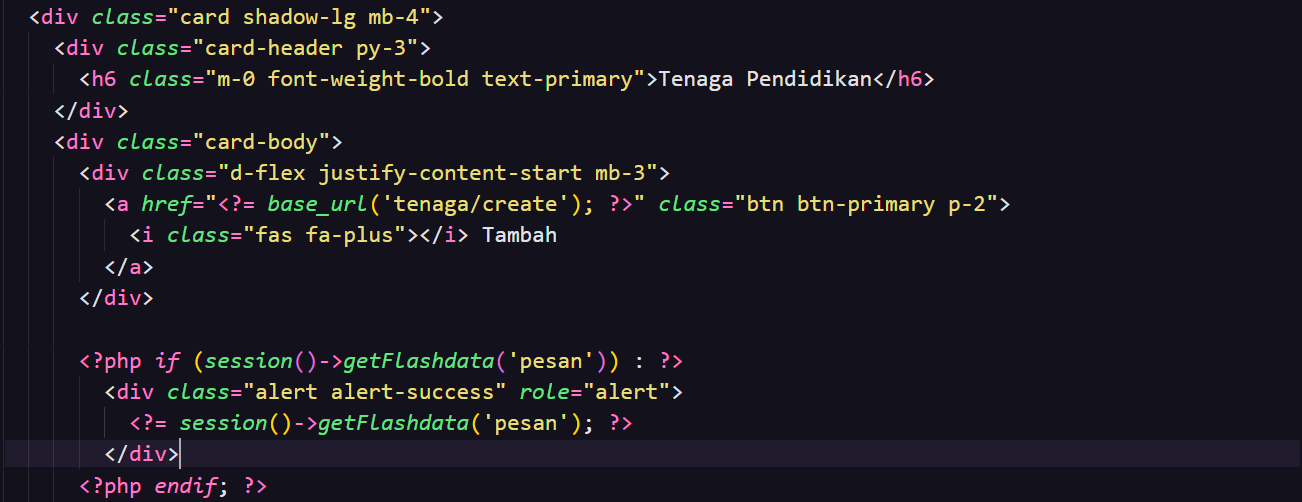 <div class="card shadow-lg mb-4">
<div class="card-header py-3">
<h6 class="m-0 font-weight-bold text-primary">Tenaga Pendidikan</h6>
</div>
<div class="card-body">
<div class="d-flex justify-content-start mb-3">
<a href="<?= base_url('tenaga/create'); ?>" class="btn btn-primary p-2">
<i class="fas fa-plus"></i> Tambah
</a>
</div>
<?php if (session()->getFlashdata('pesan')) : ?>
<div class="alert alert-success" role="alert">
<?= session()->getFlashdata('pesan'); ?>
</div>
<?php endif; ?>